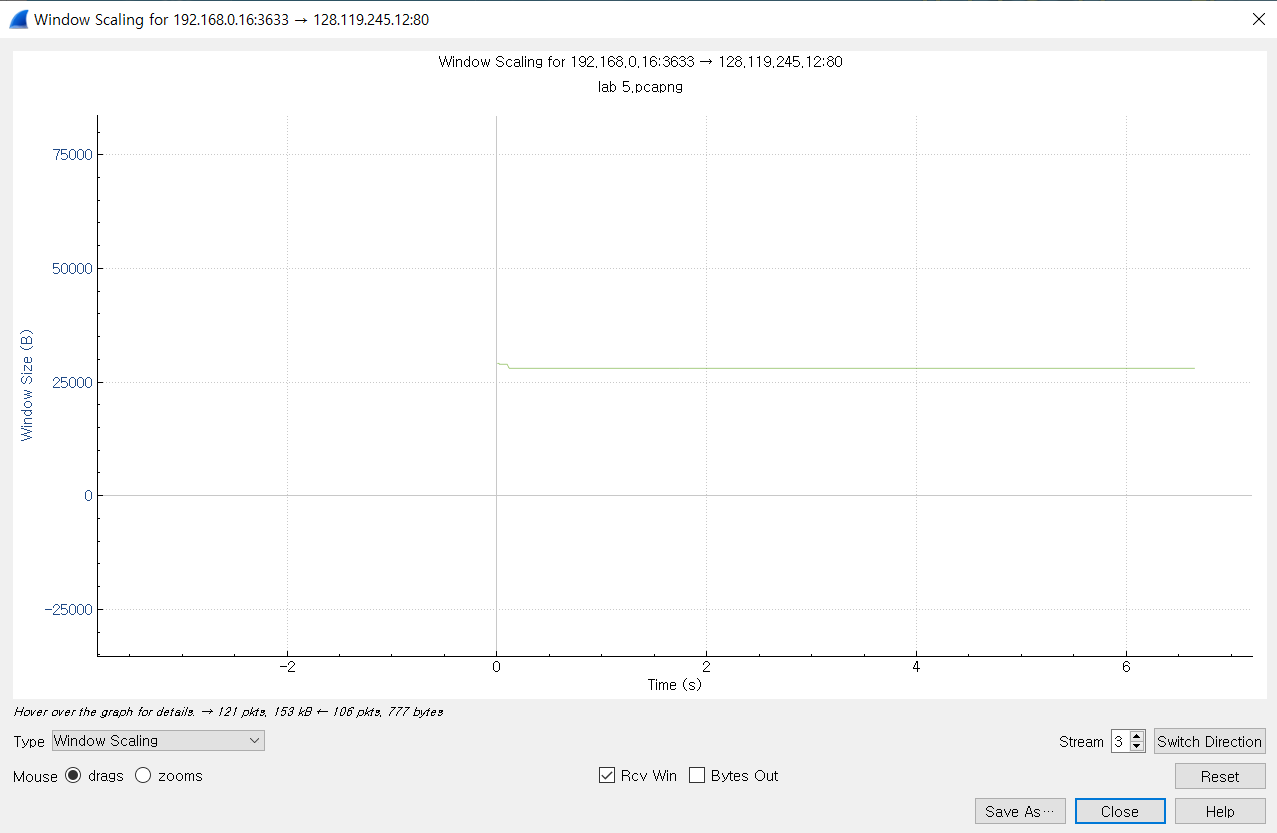 Window Scaling for 192.168.0.16:3633 → 128.119.245.12:80
Window Scaling for 192.168.0.16:3633 → 128.119.245.12:80
lab 5.pcapng
75000
50000
25000
0
-25000
Window Size (B)
-2 0 2 4 6
Time (s)
Hover over the graph for details. → 121 pkts, 153 kB ← 106 pkts, 777 bytes
Type Window Scaling Stream 3 Switch Direction
Mouse drags zooms Rcv Win Bytes Out Reset
Save As… Close Help